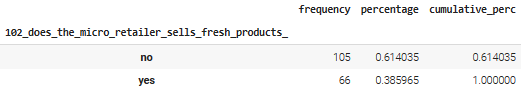 frequency percentage cumulative_perc
102_does_the_micro_retailer_sells_fresh_products_
no 105 0.614035 0.614035
yes 66 0.385965 1.000000